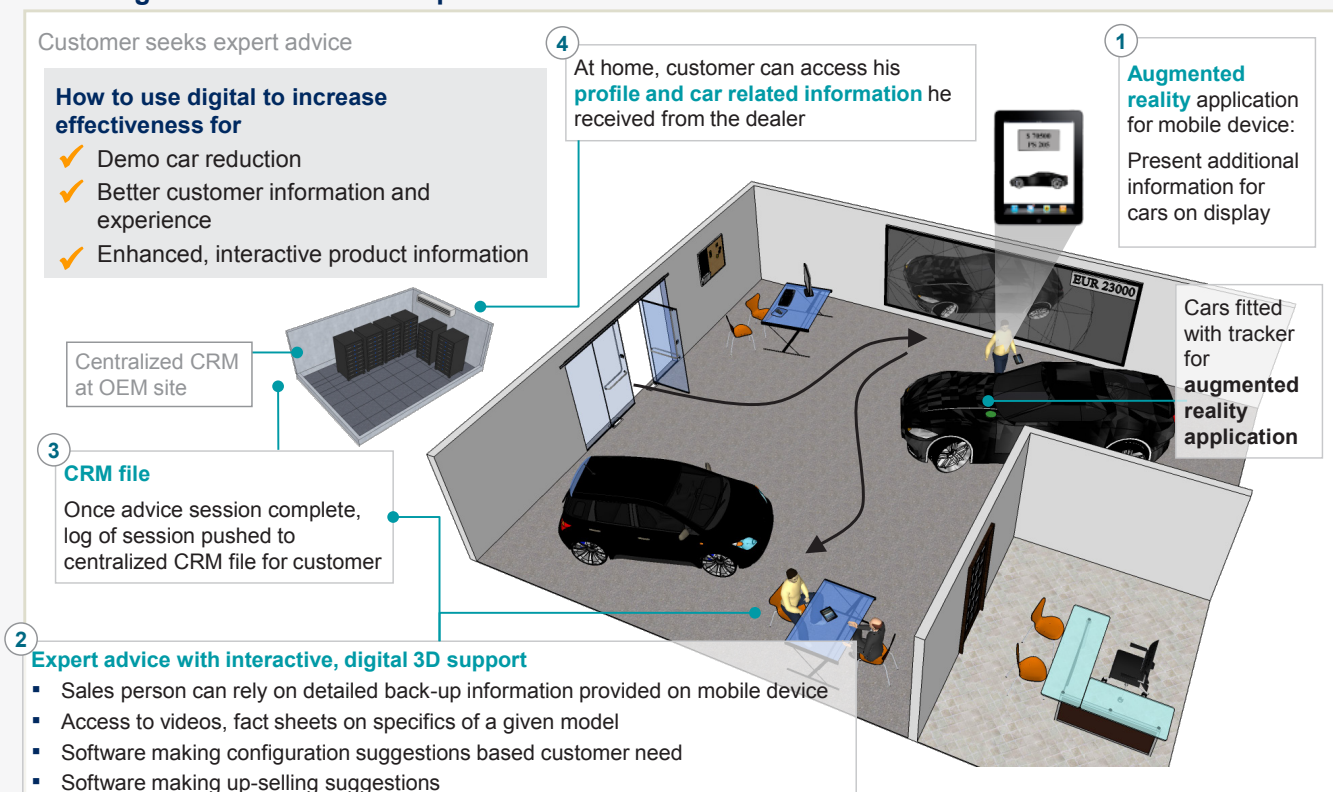 Customer seeks expert advice
How to use digital to increase
effectiveness for
Demo car reduction
Better customer information and
experience
Enhanced, interactive product information
4
At home, customer can access his
profile and car related information he
received from the dealer
1
Augmented
reality application
for mobile device:
Present additional
information for
cars on display
EUR 23000
Cars fitted
with tracker
for
augmented
reality
application
Centralized CRM
at OEM site
3
CRM file
Once advice session complete,
log of session pushed to
centralized CRM file for customer
2
Expert advice with interactive, digital 3D support
▪ Sales person can rely on detailed back-up information provided on mobile device
▪ Access to videos, fact sheets on specifics of a given model
▪ Software making configuration suggestions based customer need
▪ Software making up-selling suggestions